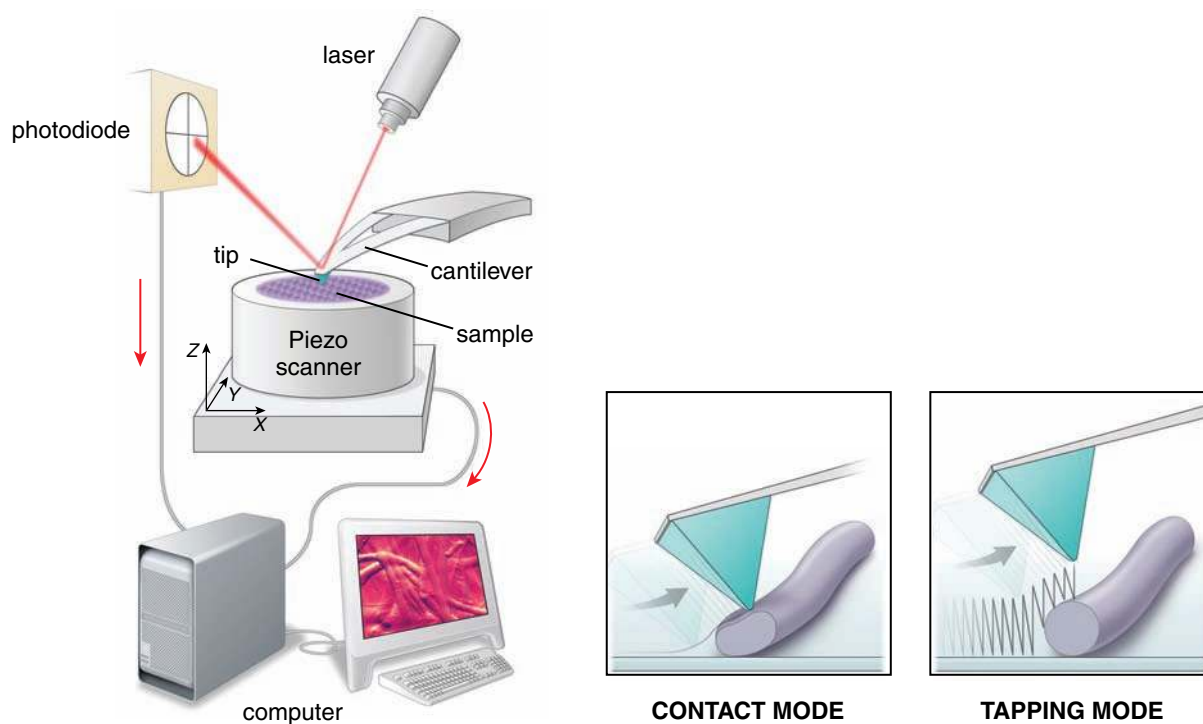 laser
photodiode
tip
cantilever
sample
Piezo
scanner
Z
Y
X
computer
CONTACT MODE
TAPPING MODE